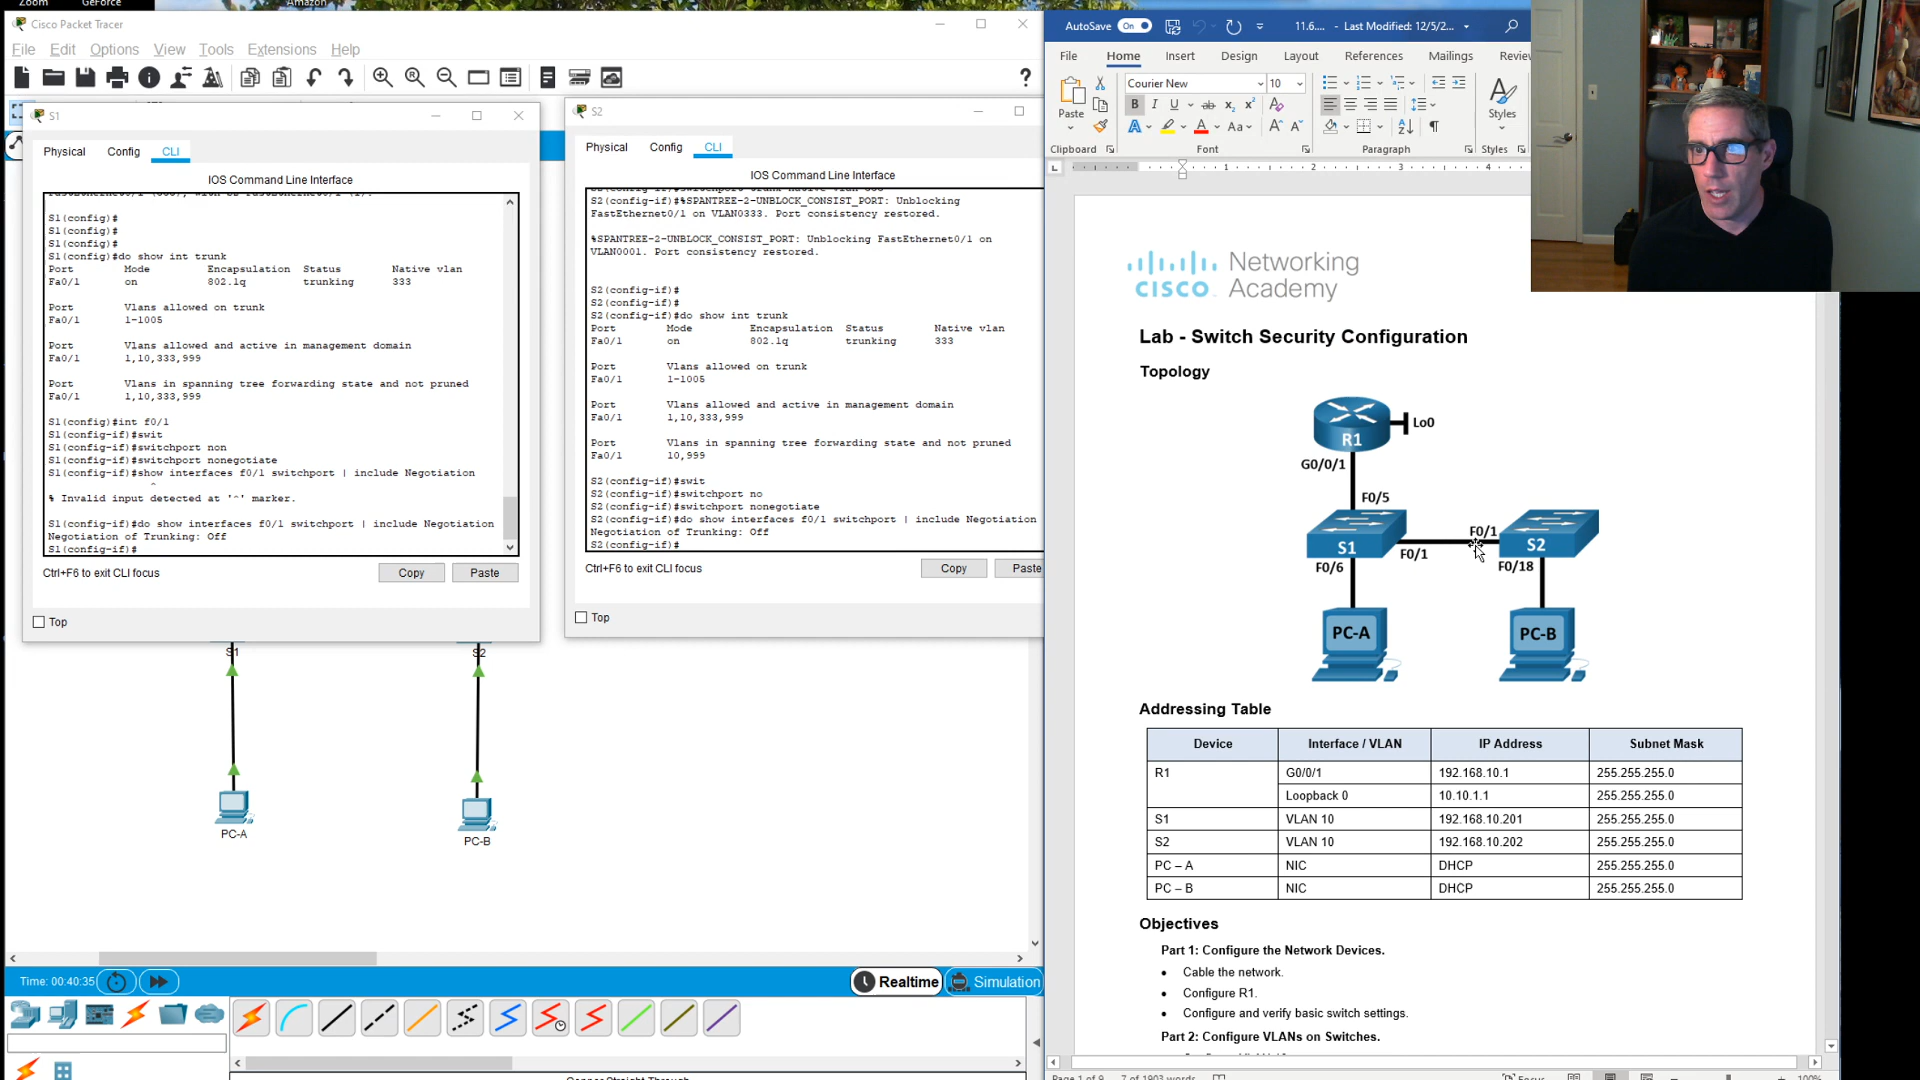 Zoom
GeForce
Amazon
Cisco Packet Tracer
File Edit Options View Tools Extensions Help
S1
Physical Config CLI
IOS Command Line Interface
S1(config)#
S1(config)#
S1(config)#
S1(config)#do show int trunk
Port Mode Encapsulation Status Native vlan
Fa0/1 on 802.1q trunking 333
Port Vlans allowed on trunk
Fa0/1 1-1005
Port Vlans allowed and active in management domain
Fa0/1 1,10,333,999
Port Vlans in spanning tree forwarding state and not pruned
Fa0/1 1,10,333,999
S1(config)#int f0/1
S1(config-if)#swit
S1(config-if)#switchport non
S1(config-if)#switchport nonegotiate
S1(config-if)#show interfaces f0/1 switchport | include Negotiation
^
% Invalid input detected at '^' marker.
S1(config-if)#do show interfaces f0/1 switchport | include Negotiation
Negotiation of Trunking: Off
S1(config-if)#
Ctrl+F6 to exit CLI focus
Copy
Paste
Top
S2
Physical Config CLI
IOS Command Line Interface
S2(config-if)#%SPANTREE-2-UNBLOCK_CONSIST_PORT: Unblocking
FastEthernet0/1 on VLAN0333. Port consistency restored.
%SPANTREE-2-UNBLOCK_CONSIST_PORT: Unblocking FastEthernet0/1 on
VLAN0001. Port consistency restored.
S2(config-if)#
S2(config-if)#
S2(config-if)#do show int trunk
Port Mode Encapsulation Status Native vlan
Fa0/1 on 802.1q trunking 333
Port Vlans allowed on trunk
Fa0/1 1-1005
Port Vlans allowed and active in management domain
Fa0/1 1,10,333,999
Port Vlans in spanning tree forwarding state and not pruned
Fa0/1 10,999
S2(config-if)#swit
S2(config-if)#switchport no
S2(config-if)#switchport nonegotiate
S2(config-if)#do show interfaces f0/1 switchport | include Negotiation
Negotiation of Trunking: Off
S2(config-if)#
Ctrl+F6 to exit CLI focus
Copy
Paste
Top
S1
S2
PC-A
PC-B
Time: 00:40:35
Realtime
Simulation
AutoSave On
11.6.... - Last Modified: 12/5/2...
File Home Insert Design Layout References Mailings
Courier New 10
Paste
Styles
Clipboard Font Paragraph Styles
1 2 3 4
Networking
CISCO Academy
Lab - Switch Security Configuration
Topology
R1
Lo0
G0/0/1
F0/5
S1
F0/1
F0/1
S2
F0/6
F0/18
PC-A
PC-B
Addressing Table
Device Interface / VLAN IP Address Subnet Mask
R1 G0/0/1 192.168.10.1 255.255.255.0
Loopback 0 10.10.1.1 255.255.255.0
S1 VLAN 10 192.168.10.201 255.255.255.0
S2 VLAN 10 192.168.10.202 255.255.255.0
PC – A NIC DHCP 255.255.255.0
PC – B NIC DHCP 255.255.255.0
Objectives
Part 1: Configure the Network Devices.
• Cable the network.
• Configure R1.
• Configure and verify basic switch settings.
Part 2: Configure VLANs on Switches.